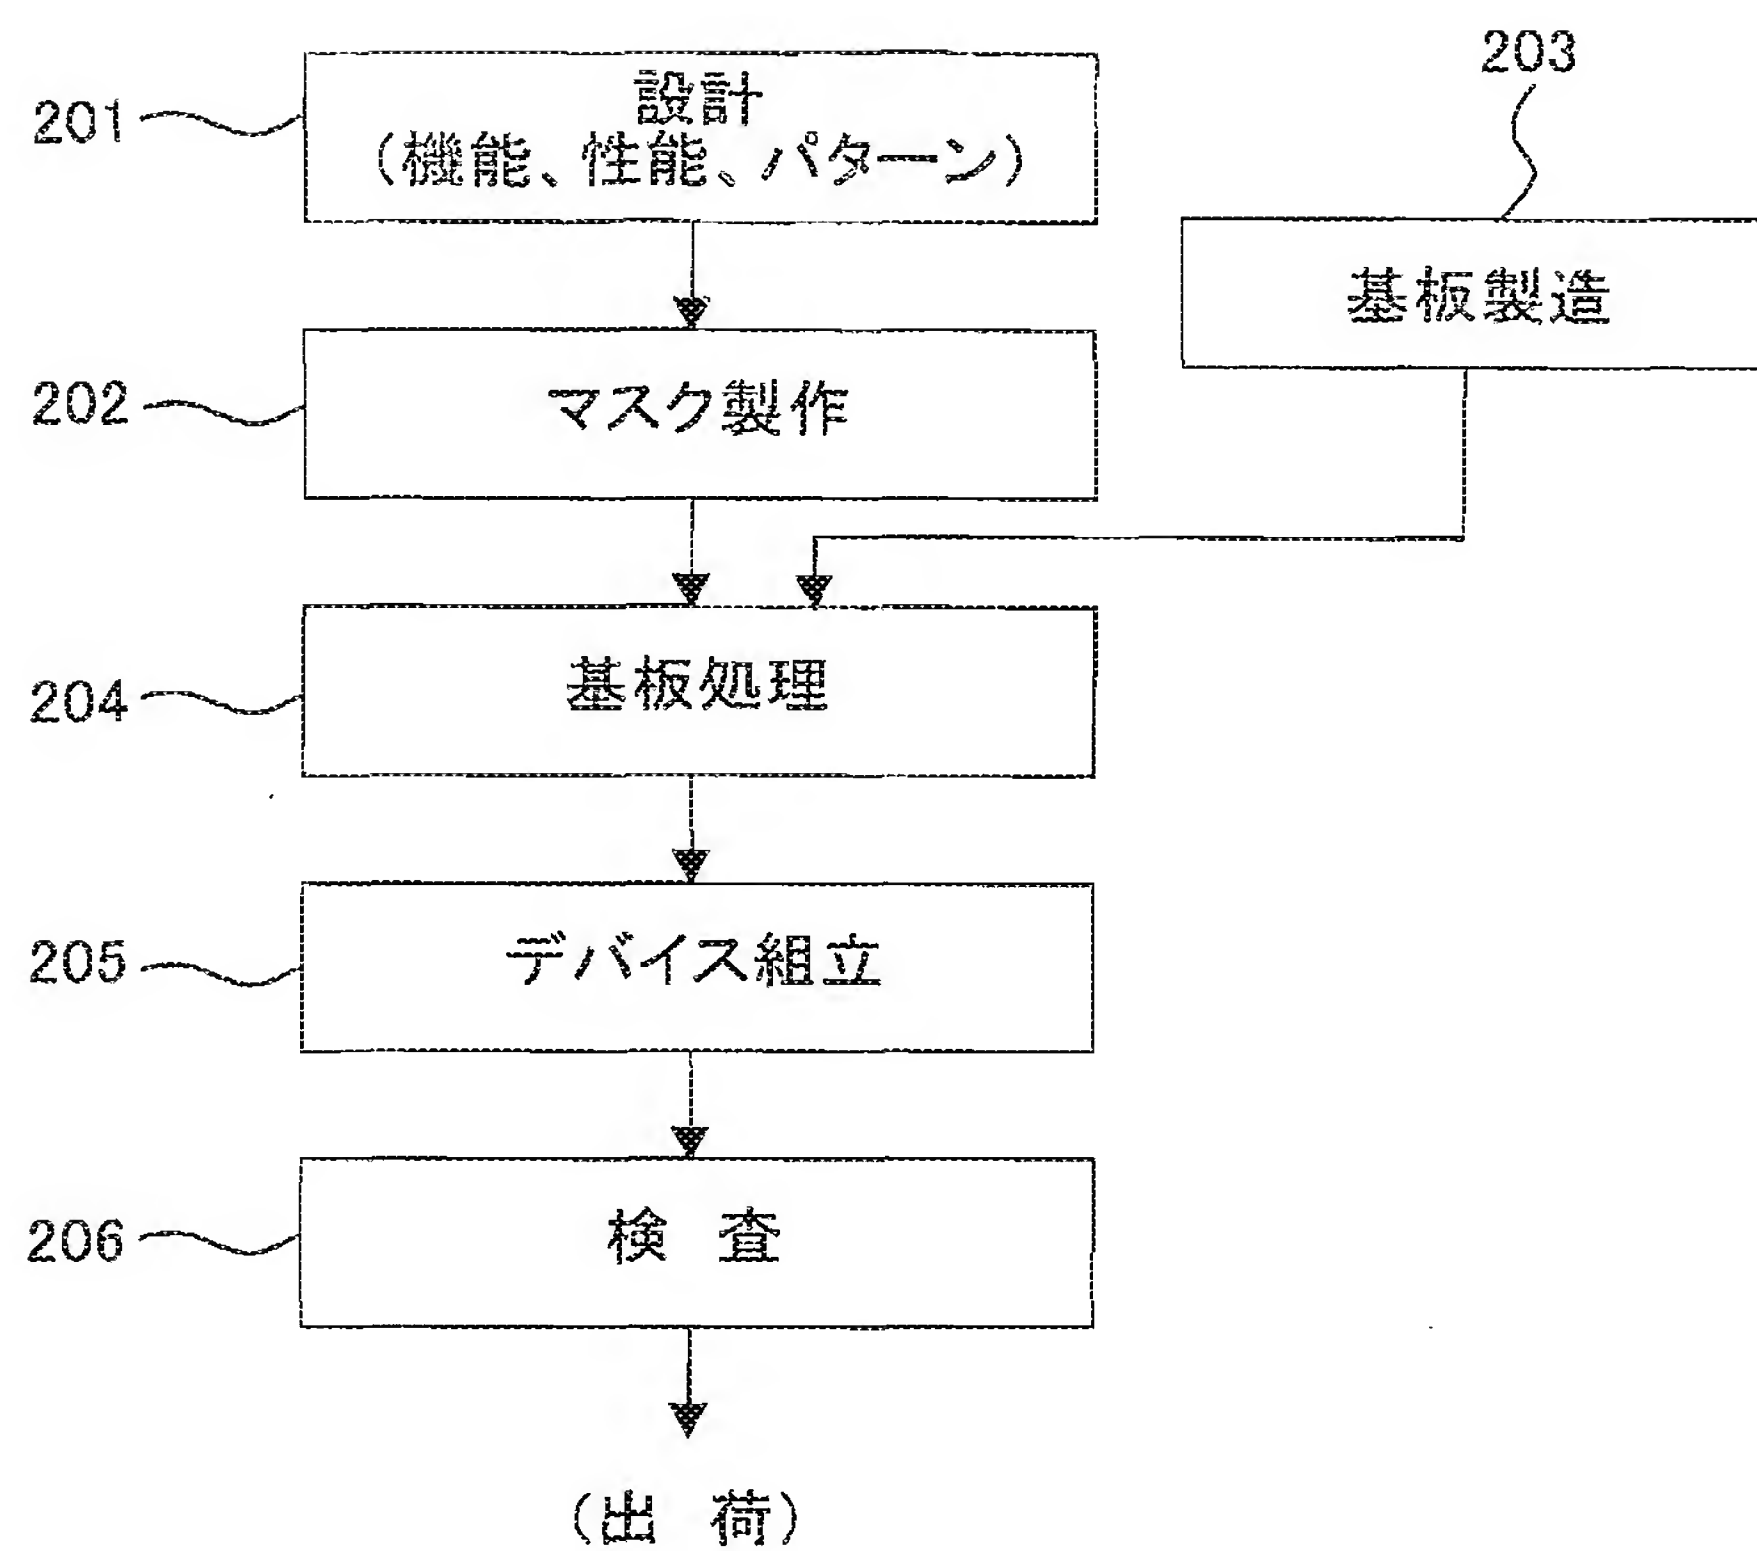 201
設計
(機能、性能、パターン)
203
基板製造
202
マスク製作
204
基板処理
205
デバイス組立
206
検 査
(出 荷)